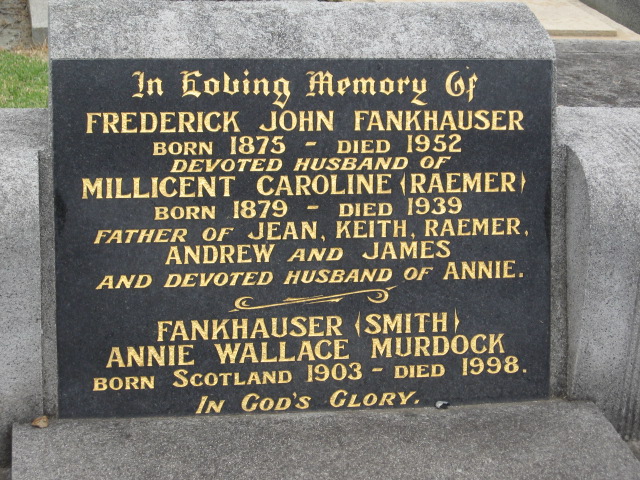 In Loving Memory Of
FREDERICK JOHN FANKHAUSER
BORN 1875 - DIED 1952
DEVOTED HUSBAND OF
MILLICENT CAROLINE (RAEMER)
BORN 1879 - DIED 1939
FATHER OF JEAN, KEITH, RAEMER,
ANDREW AND JAMES
AND DEVOTED HUSBAND OF ANNIE.
FANKHAUSER (SMITH)
ANNIE WALLACE MURDOCK
BORN SCOTLAND 1903 - DIED 1998.
IN GOD'S GLORY.